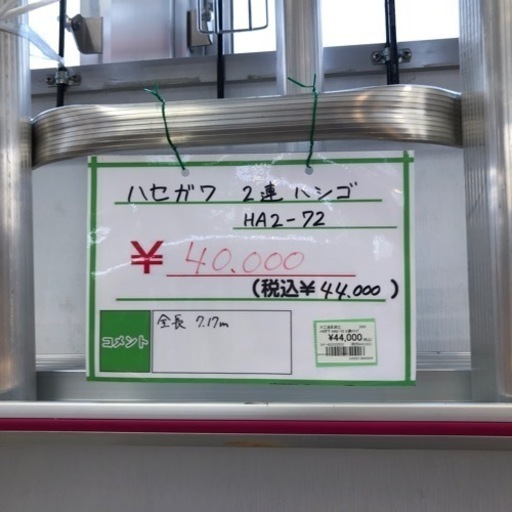 ハセガワ 2連ハシゴ
HA2-72
¥ 40.000
(税込¥44.000)
コメント
全長 7.17m
¥44,000